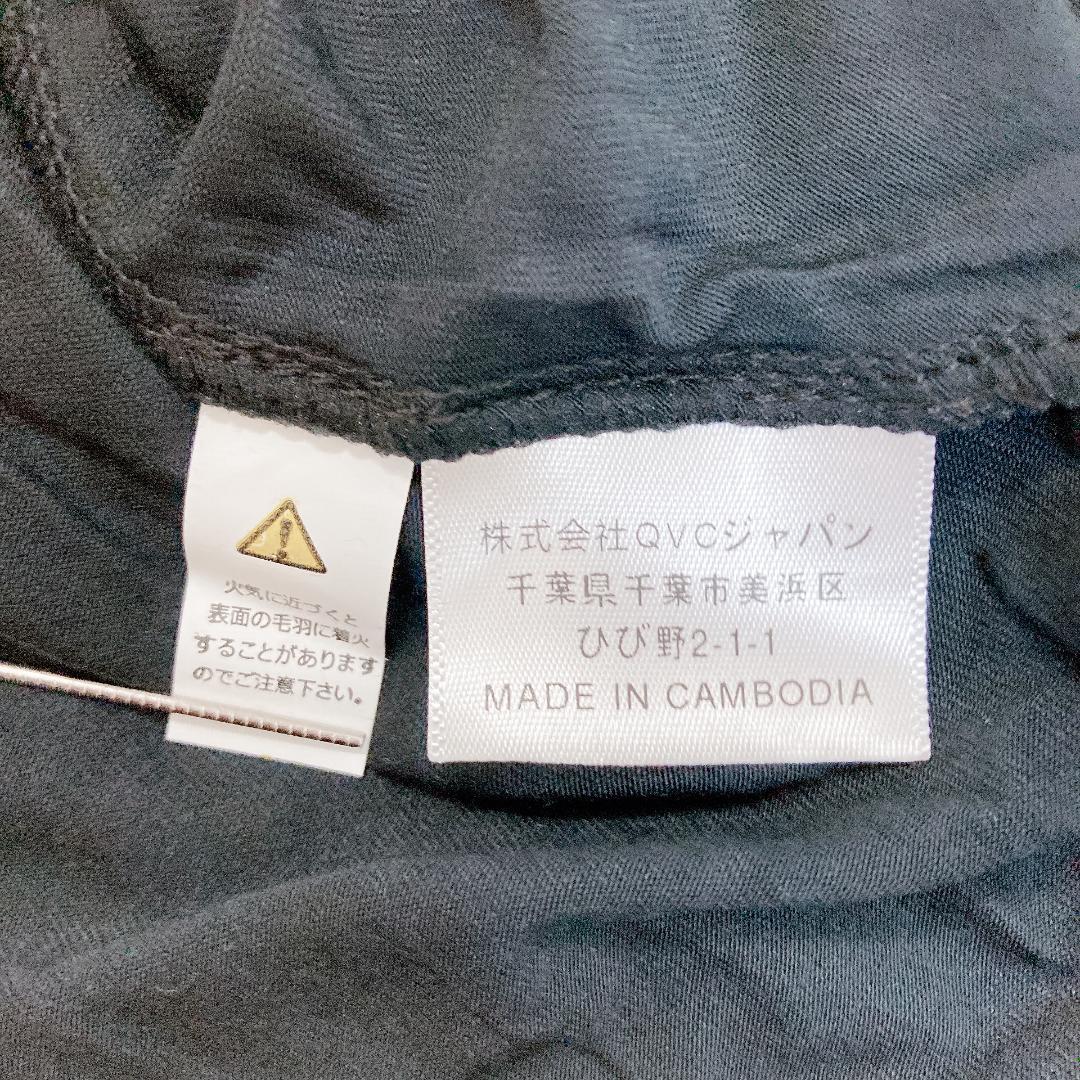 火気に近づくと
表面の毛羽に着火
することがあります
のでご注意下さい。
株式会社QVCジャパン
千葉県千葉市美浜区
ひび野2-1-1
MADE IN CAMBODIA